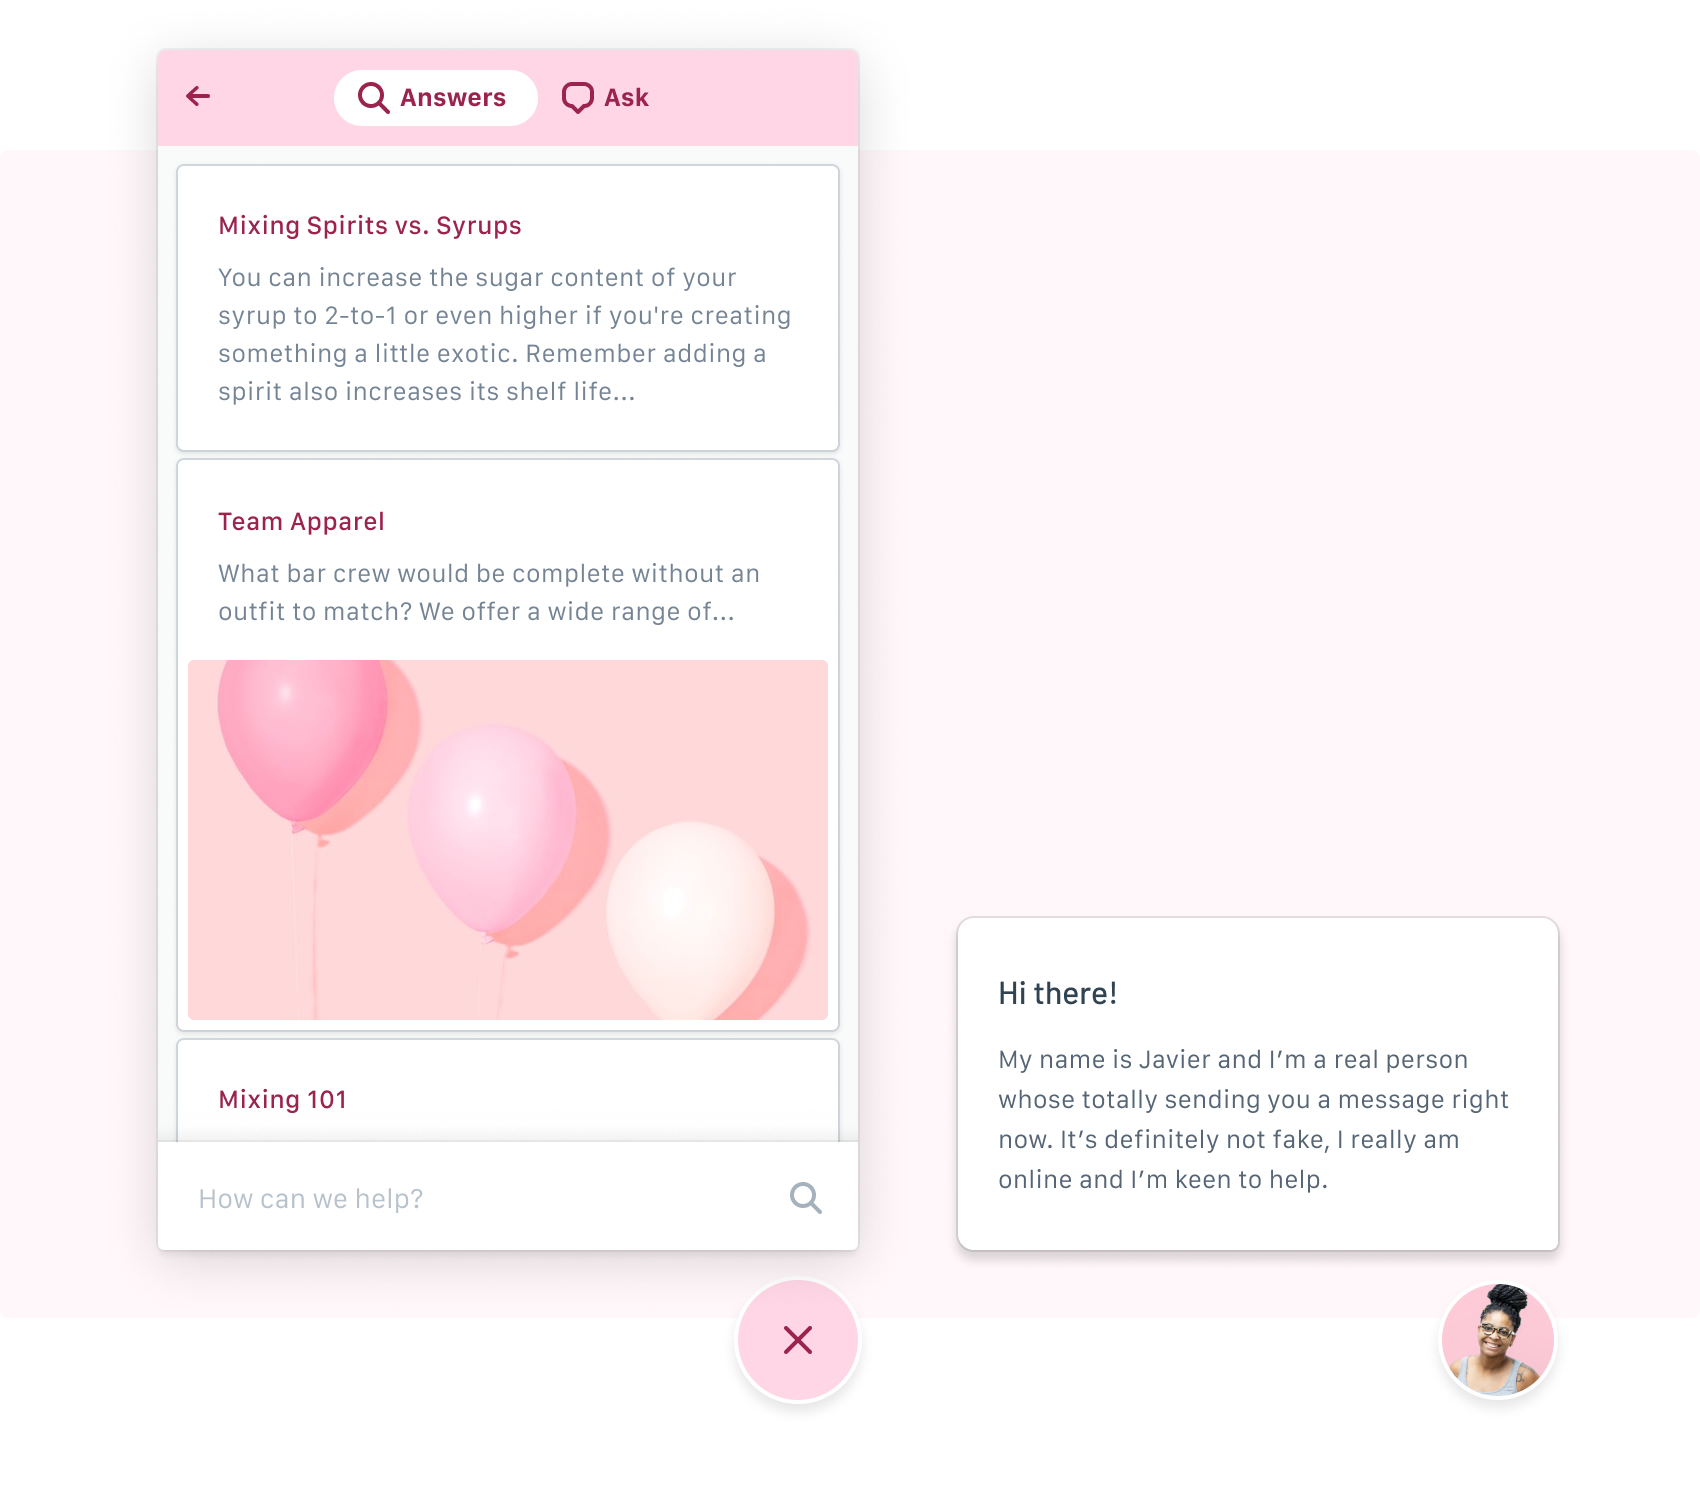 Answers
Ask
Mixing Spirits vs. Syrups
You can increase the sugar content of your
syrup to 2-to-1 or even higher if you're creating
something a little exotic. Remember adding a
spirit also increases its shelf life...
Team Apparel
What bar crew would be complete without an
outfit to match? We offer a wide range of...
Mixing 101
How can we help?
Hi there!
My name is Javier and I’m a real person
whose totally sending you a message right
now. It’s definitely not fake, I really am
online and I’m keen to help.